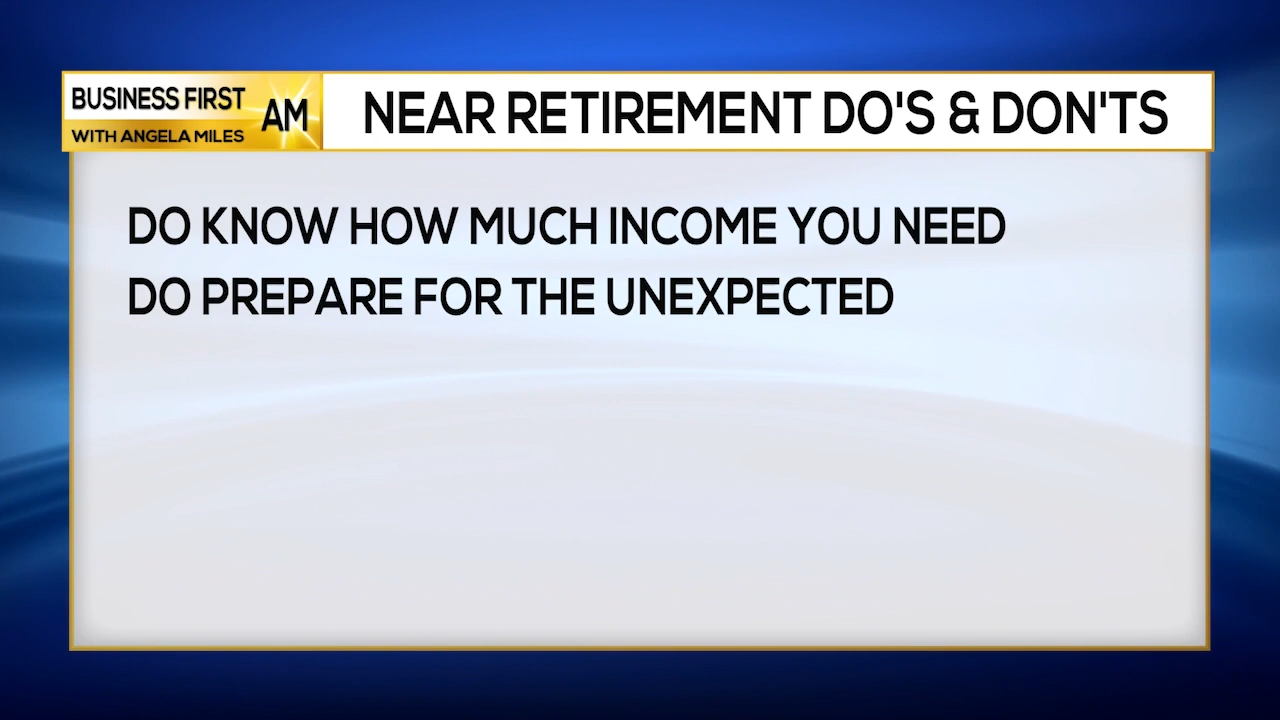 BUSINESS FIRST
AM
WITH ANGELA MILES
NEAR RETIREMENT DO'S & DON'TS
DO KNOW HOW MUCH INCOME YOU NEED
DO PREPARE FOR THE UNEXPECTED